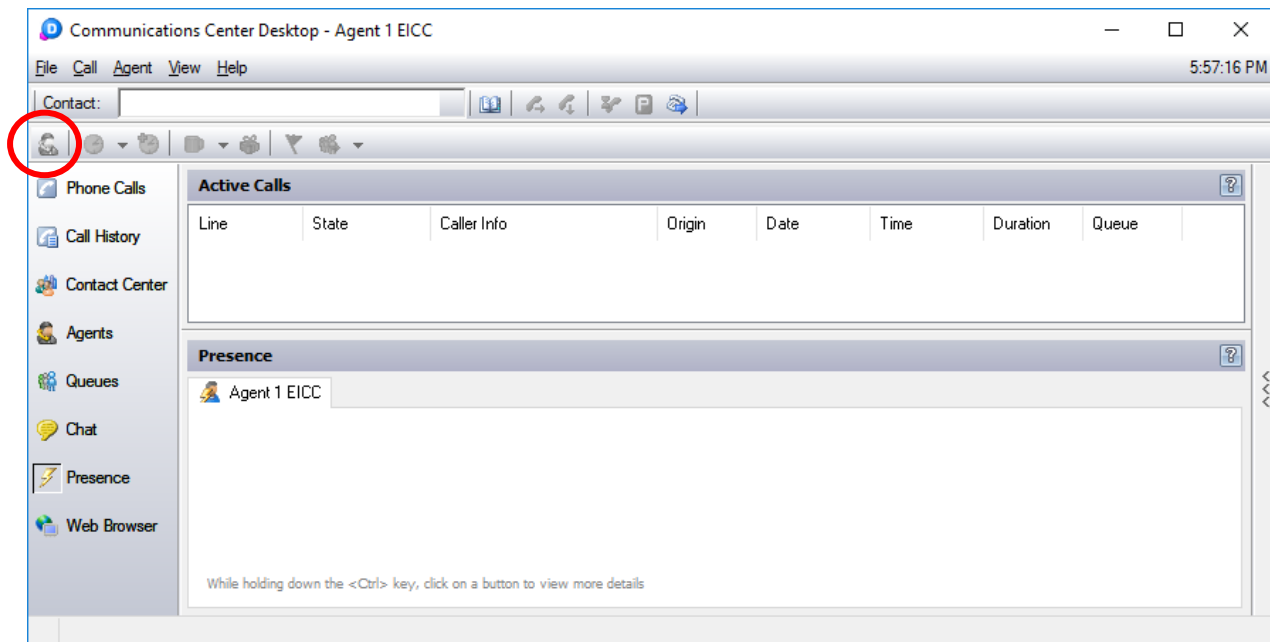 Communications Center Desktop - Agent 1 EICC
File Call Agent View Help 5:57:16 PM
Contact:
Phone Calls
Call History
Contact Center
Agents
Queues
Chat
Presence
Web Browser
Active Calls
Line State Caller Info Origin Date Time Duration Queue
Presence
Agent 1 EICC
While holding down the <Ctrl> key, click on a button to view more details